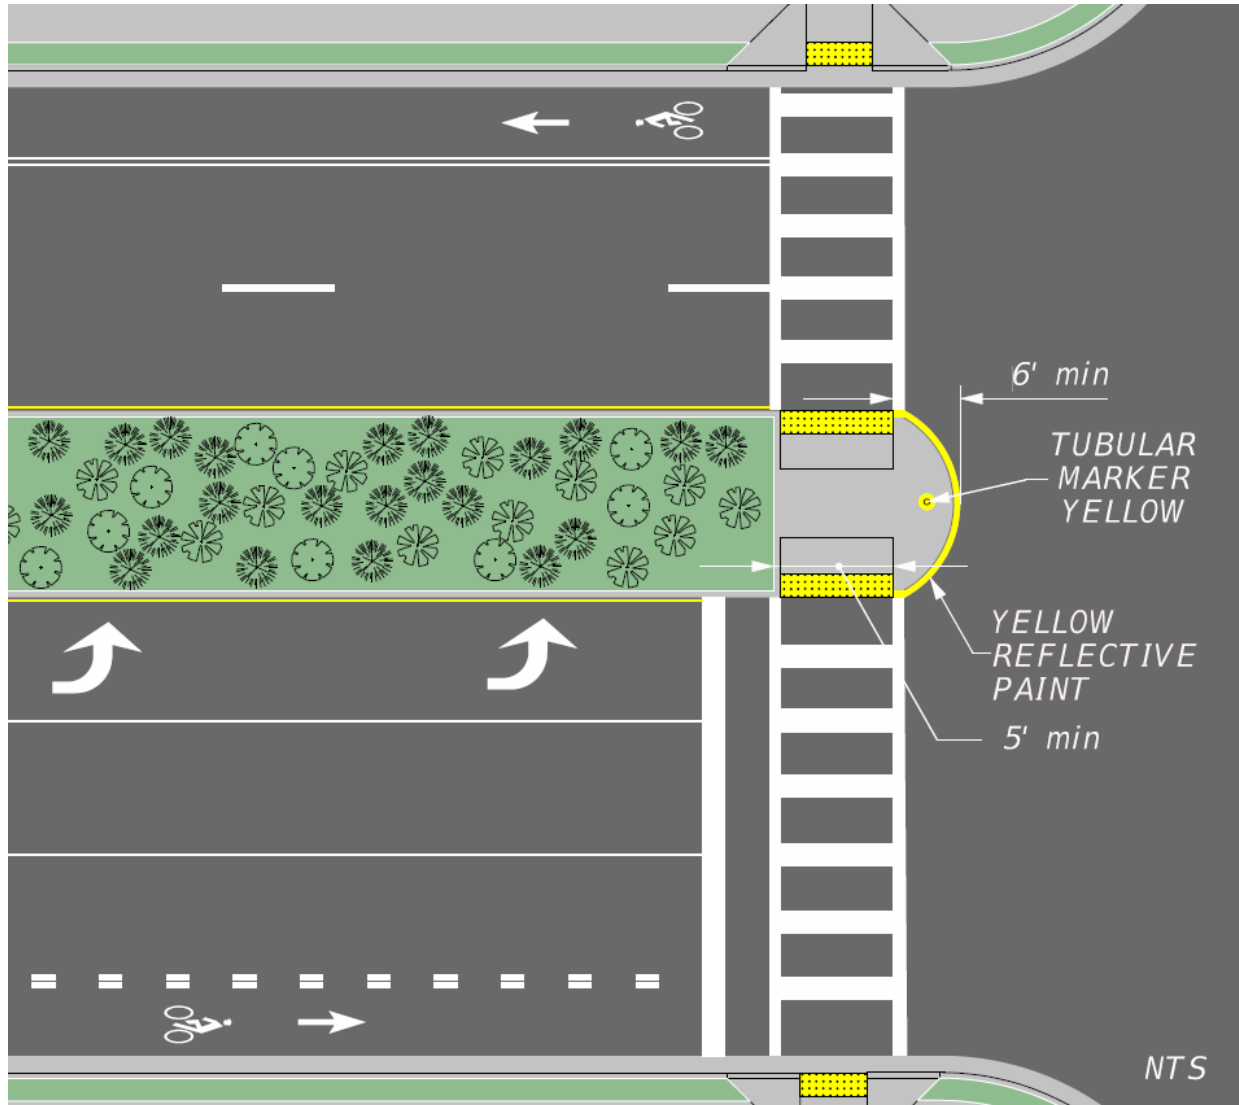 6' min
TUBULAR
MARKER
YELLOW
YELLOW
REFLECTIVE
PAINT
5' min
NTS